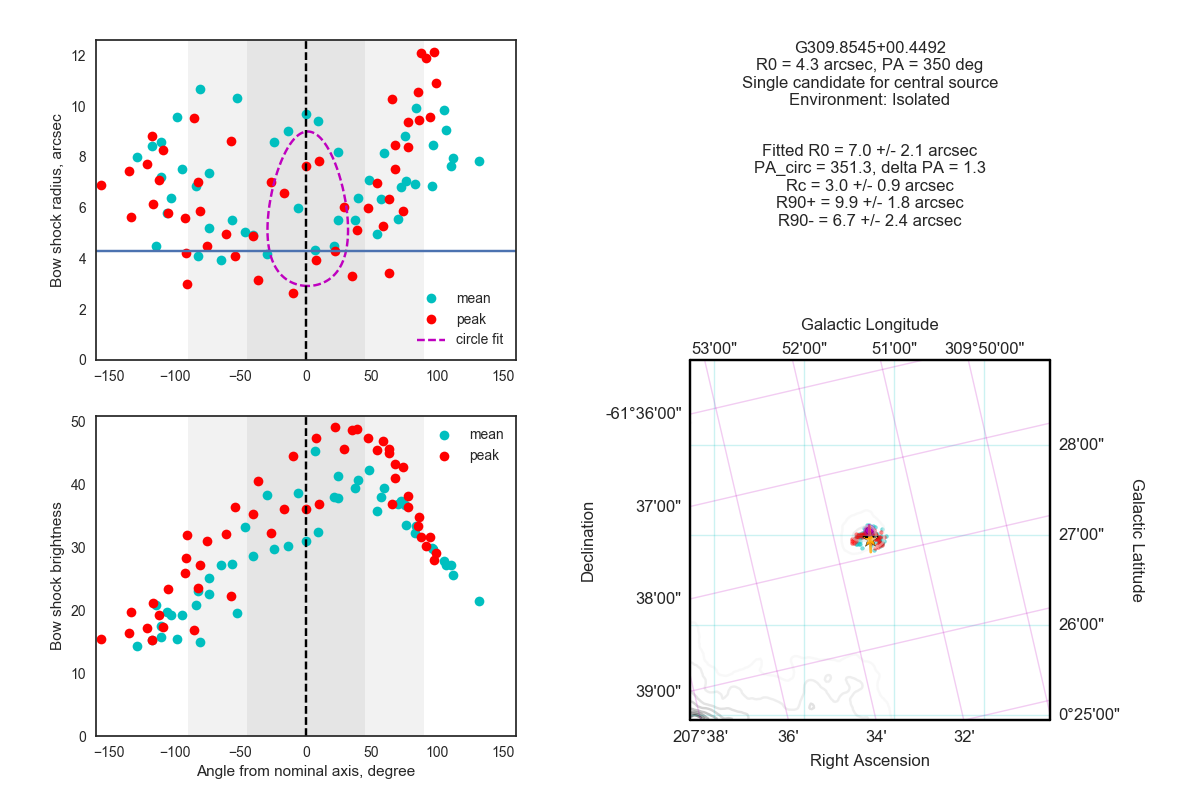 12
10
8
6
4
2
0
Bow shock radius, arcsec
mean
peak
circle fit
−150
−100
−50
0
50
100
150
G309.8545+00.4492
R0 = 4.3 arcsec, PA = 350 deg
Single candidate for central source
Environment: Isolated
Fitted R0 = 7.0 +/- 2.1 arcsec
PA_circ = 351.3, delta PA = 1.3
Rc = 3.0 +/- 0.9 arcsec
R90+ = 9.9 +/- 1.8 arcsec
R90- = 6.7 +/- 2.4 arcsec
50
40
30
20
10
0
Bow shock brightness
mean
peak
−150
−100
−50
0
50
100
150
Angle from nominal axis, degree
Galactic Longitude
53'00"
52'00"
51'00"
309°50'00"
-61°36'00"
37'00"
38'00"
39'00"
Declination
28'00"
27'00"
26'00"
0°25'00"
Galactic Latitude
207°38'
36'
34'
32'
Right Ascension